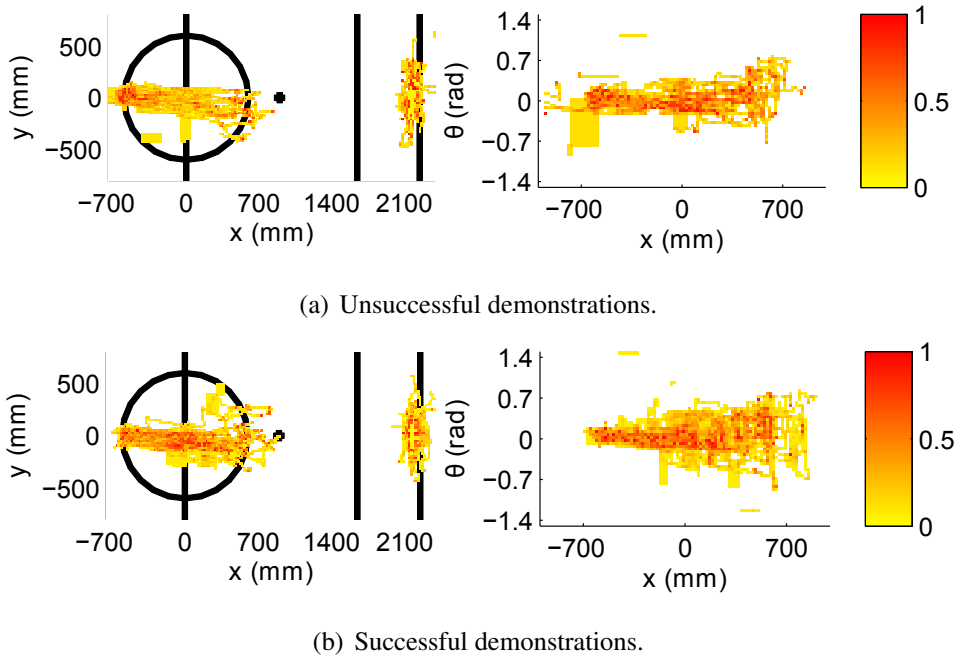 500
0
−500
y (mm)
−700 0 700 1400 2100
x (mm)
1.4
0.7
0
−0.7
−1.4
θ (rad)
−700 0 700
x (mm)
1
0.5
0
(a) Unsuccessful demonstrations.
500
0
−500
y (mm)
−700 0 700 1400 2100
x (mm)
1.4
0.7
0
−0.7
−1.4
θ (rad)
−700 0 700
x (mm)
1
0.5
0
(b) Successful demonstrations.